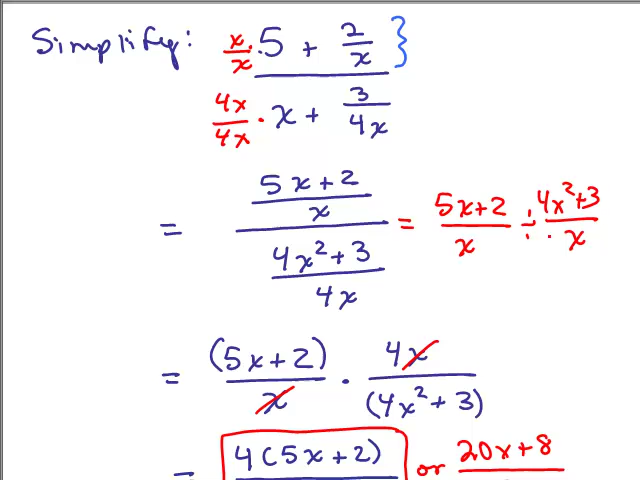 Simplify: x/x · 5 + 2/x }
4x/4x · x + 3/4x
= (5x+2)/x / (4x² + 3)/4x = (5x+2)/x ÷ (4x²+3)/x
= (5x+2)/x · 4x/(4x² + 3)
= 4(5x+2) or 20x+8